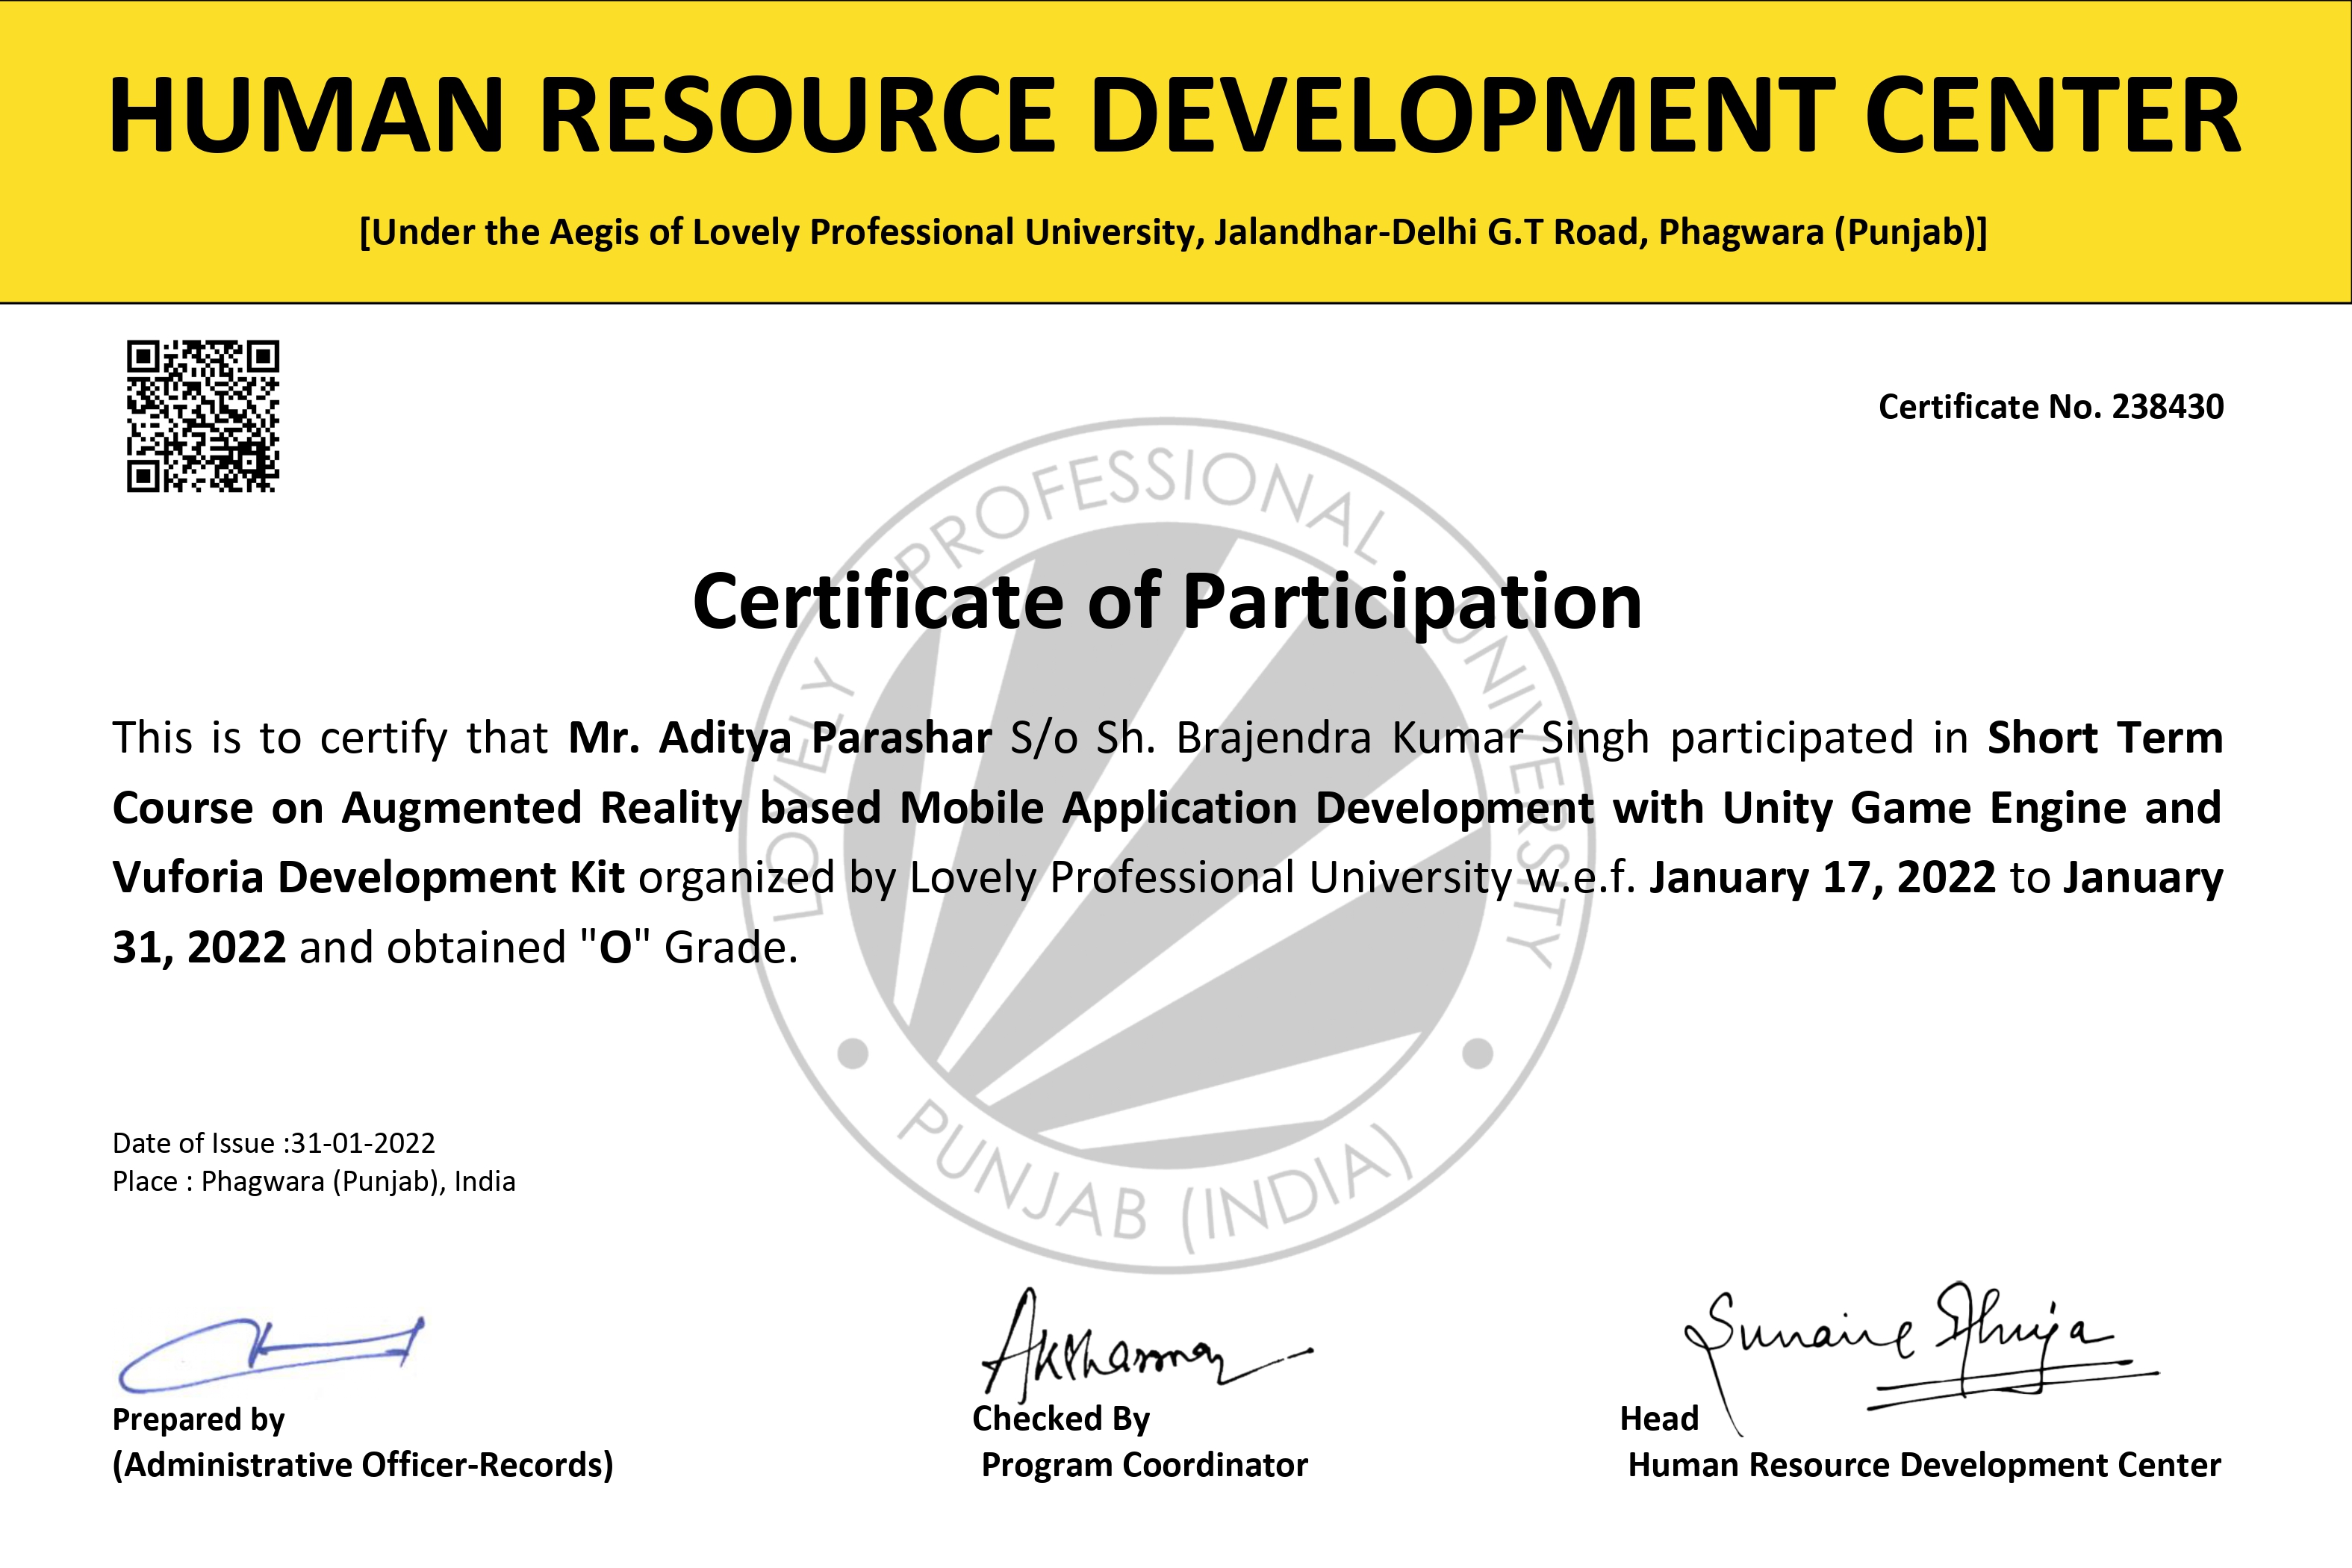 HUMAN RESOURCE DEVELOPMENT CENTER
[Under the Aegis of Lovely Professional University, Jalandhar-Delhi G.T Road, Phagwara (Punjab)]
Certificate No. 238430
LOVELY PROFESSIONAL UNIVERSITY
Certificate of Participation
This is to certify that Mr. Aditya Parashar S/o Sh. Brajendra Kumar Singh participated in Short Term
Course on Augmented Reality based Mobile Application Development with Unity Game Engine and
Vuforia Development Kit organized by Lovely Professional University w.e.f. January 17, 2022 to January
31, 2022 and obtained "O" Grade.
PUNJAB (INDIA)
Date of Issue :31-01-2022
Place : Phagwara (Punjab), India
Prepared by
(Administrative Officer-Records)
Checked By
Program Coordinator
Head
Human Resource Development Center